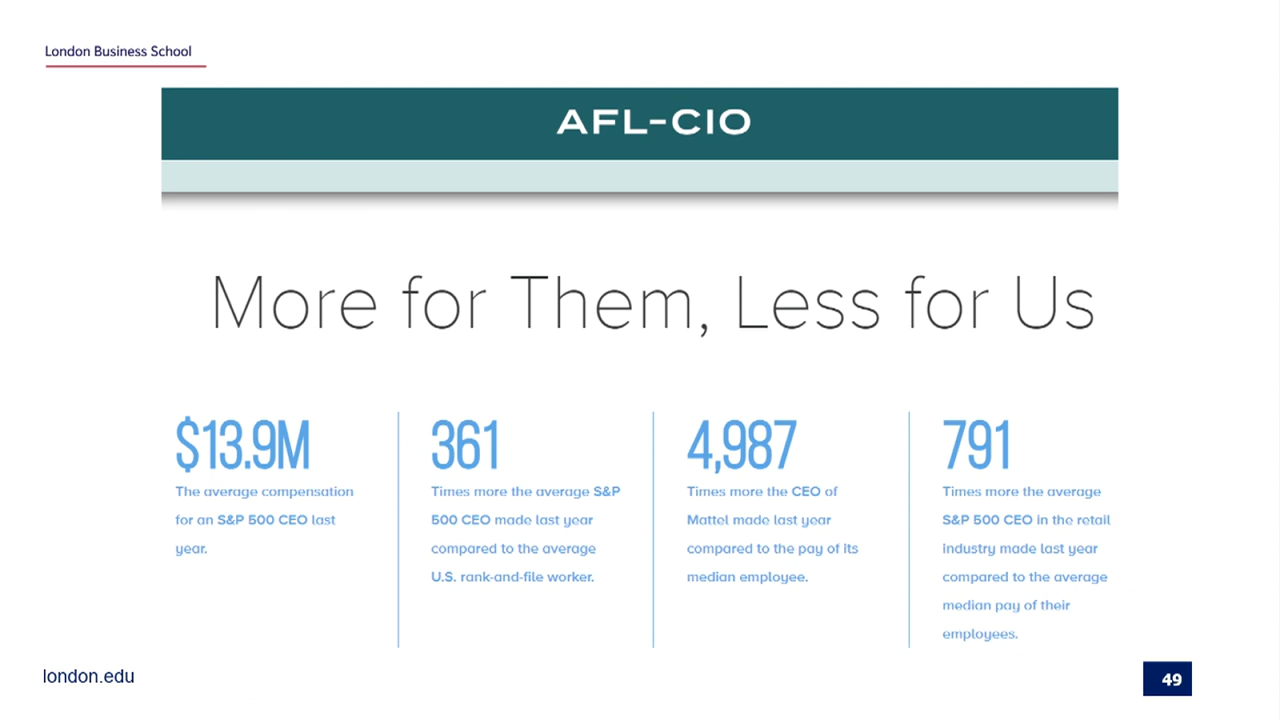 London Business School
AFL-CIO
More for Them, Less for Us
$13.9M
The average compensation
for an S&P 500 CEO last
year.
361
Times more the average S&P
500 CEO made last year
compared to the average
U.S. rank-and-file worker.
4,987
Times more the CEO of
Mattel made last year
compared to the pay of its
median employee.
791
Times more the average
S&P 500 CEO in the retail
industry made last year
compared to the average
median pay of their
employees.
london.edu
49